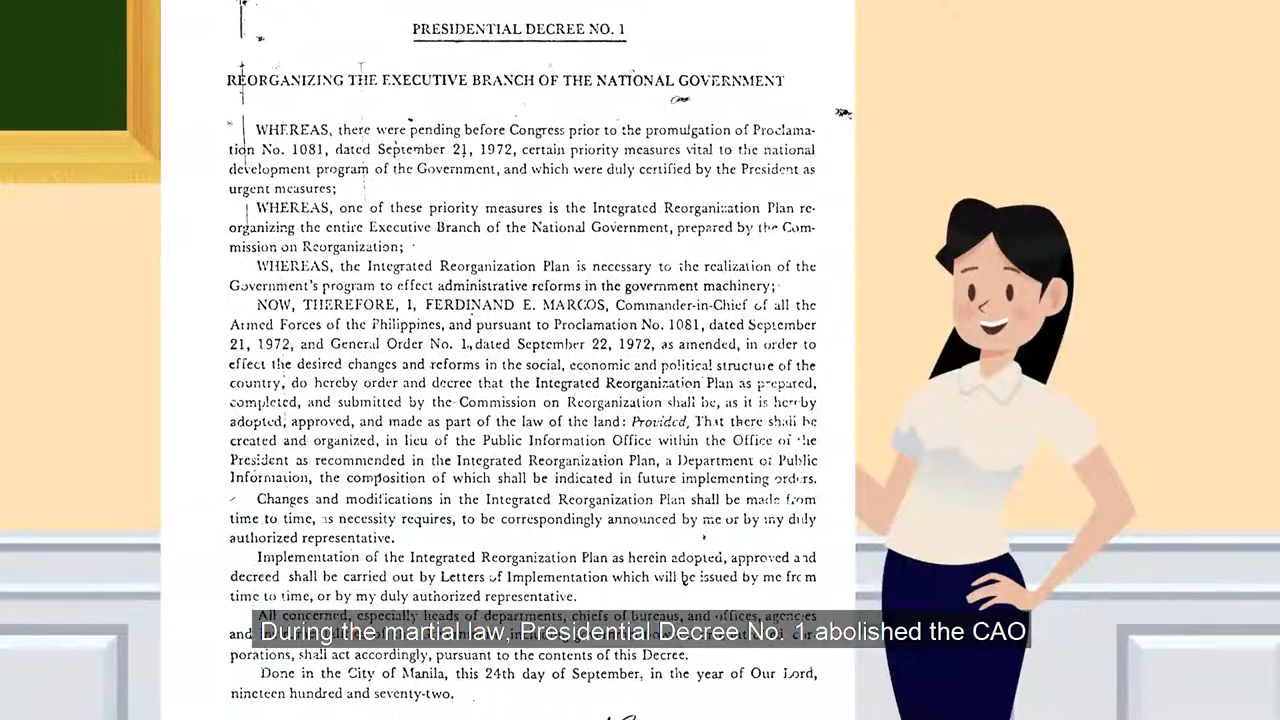 PRESIDENTIAL DECREE NO. 1
REORGANIZING THE EXECUTIVE BRANCH OF THE NATIONAL GOVERNMENT
WHEREAS, there were pending before Congress prior to the promulgation of Proclama-
tion No. 1081, dated September 21, 1972, certain priority measures vital to the national
development program of the Government, and which were duly certified by the President as
urgent measures;
WHEREAS, one of these priority measures is the Integrated Reorganization Plan re-
organizing the entire Executive Branch of the National Government, prepared by the Com-
mission on Reorganization;
WHEREAS, the Integrated Reorganization Plan is necessary to the realization of the
Government's program to effect administrative reforms in the government machinery;
NOW, THEREFORE, I, FERDINAND E. MARCOS, Commander-in-Chief of all the
Armed Forces of the Philippines, and pursuant to Proclamation No. 1081, dated September
21, 1972, and General Order No. 1, dated September 22, 1972, as amended, in order to
effect the desired changes and reforms in the social, economic and political structure of the
country, do hereby order and decree that the Integrated Reorganization Plan as prepared,
completed, and submitted by the Commission on Reorganization shall be, as it is hereby
adopted, approved, and made as part of the law of the land: Provided, That there shall be
created and organized, in lieu of the Public Information Office within the Office of the
President as recommended in the Integrated Reorganization Plan, a Department of Public
Information, the composition of which shall be indicated in future implementing orders.
Changes and modifications in the Integrated Reorganization Plan shall be made from
time to time, as necessity requires, to be correspondingly announced by me or by my duly
authorized representative.
Implementation of the Integrated Reorganization Plan as herein adopted, approved and
decreed shall be carried out by Letters of Implementation which will be issued by me from
time to time, or by my duly authorized representative.
All concerned, especially heads of departments, chiefs of bureaus, and offices, agencies
and
During the martial law, Presidential Decree No. 1 abolished the CAO
porations, shall act accordingly, pursuant to the contents of this Decree.
Done in the City of Manila, this 24th day of September, in the year of Our Lord,
nineteen hundred and seventy-two.